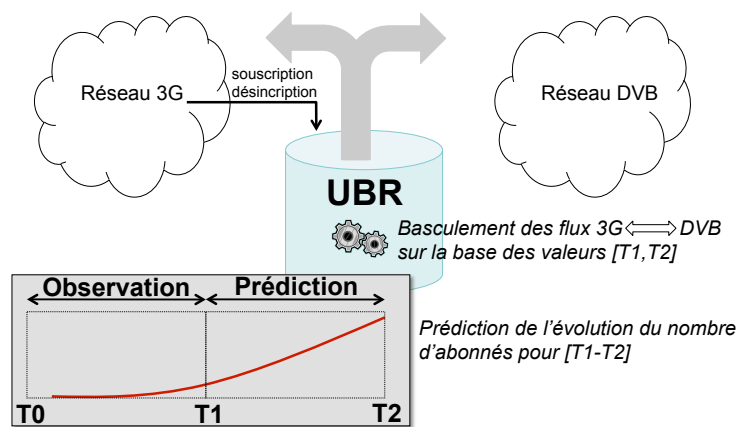 Réseau 3G
souscription
désincription
Réseau DVB
UBR
Basculement des flux 3G DVB
sur la base des valeurs [T1,T2]
Observation Prédiction
Prédiction de l'évolution du nombre
d'abonnés pour [T1-T2]
T0 T1 T2